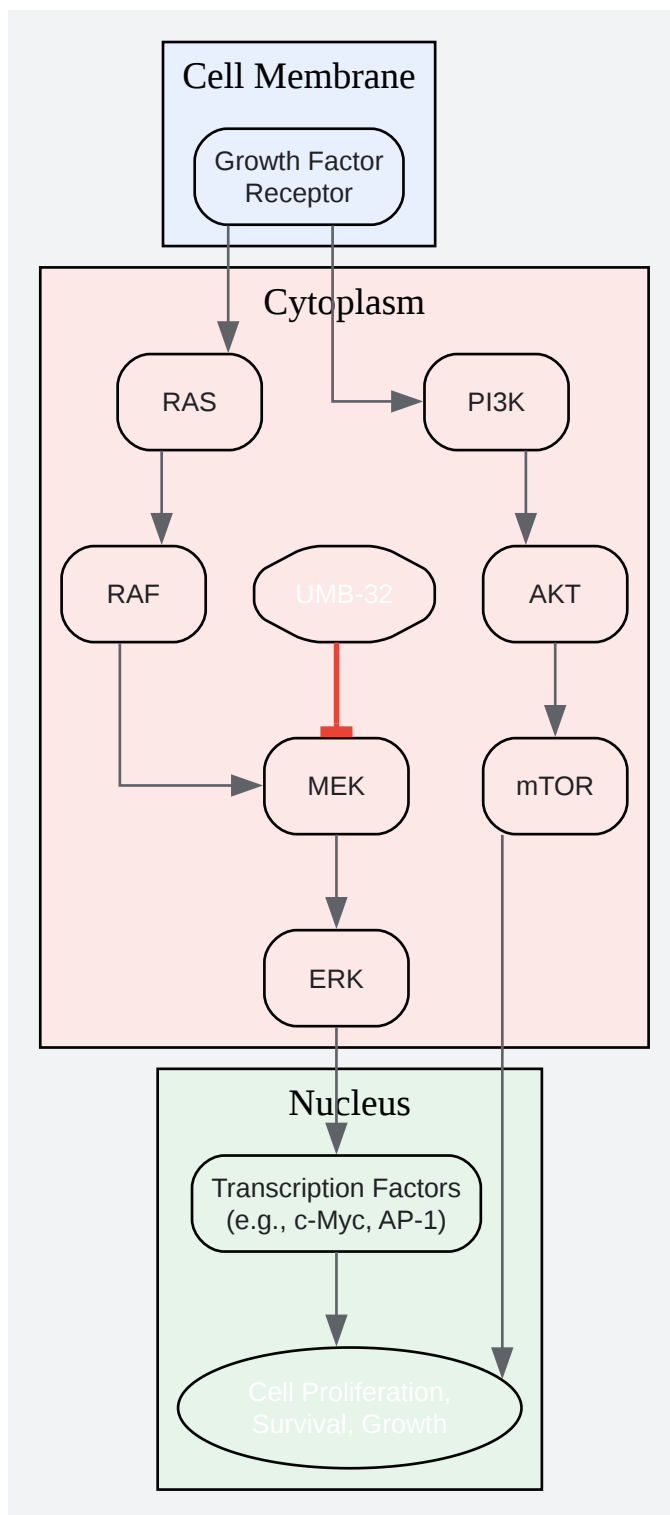 Cell Membrane
Growth Factor
Receptor
Cytoplasm
RAS
PI3K
RAF
UMB-32
AKT
MEK
mTOR
ERK
Nucleus
Transcription Factors
(e.g., c-Myc, AP-1)
Cell Proliferation,
Survival, Growth